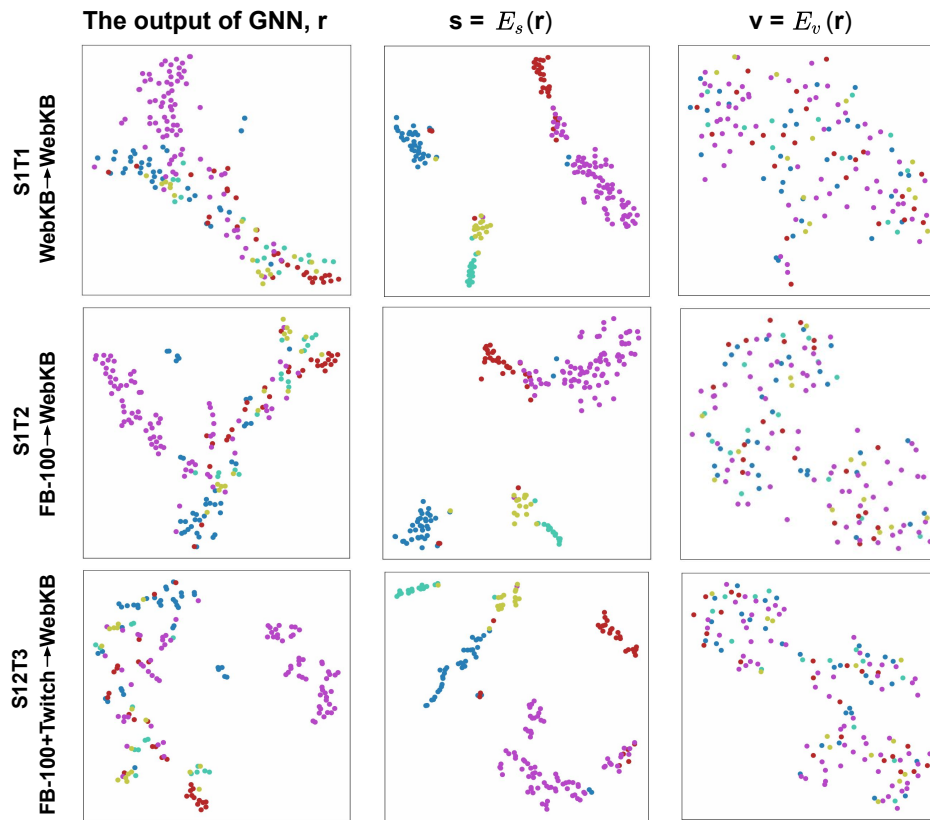 The output of GNN, r
s = E_s(r)
v = E_v(r)
S1T1
WebKB→WebKB
S1T2
FB-100→WebKB
S12T3
FB-100+Twitch→WebKB